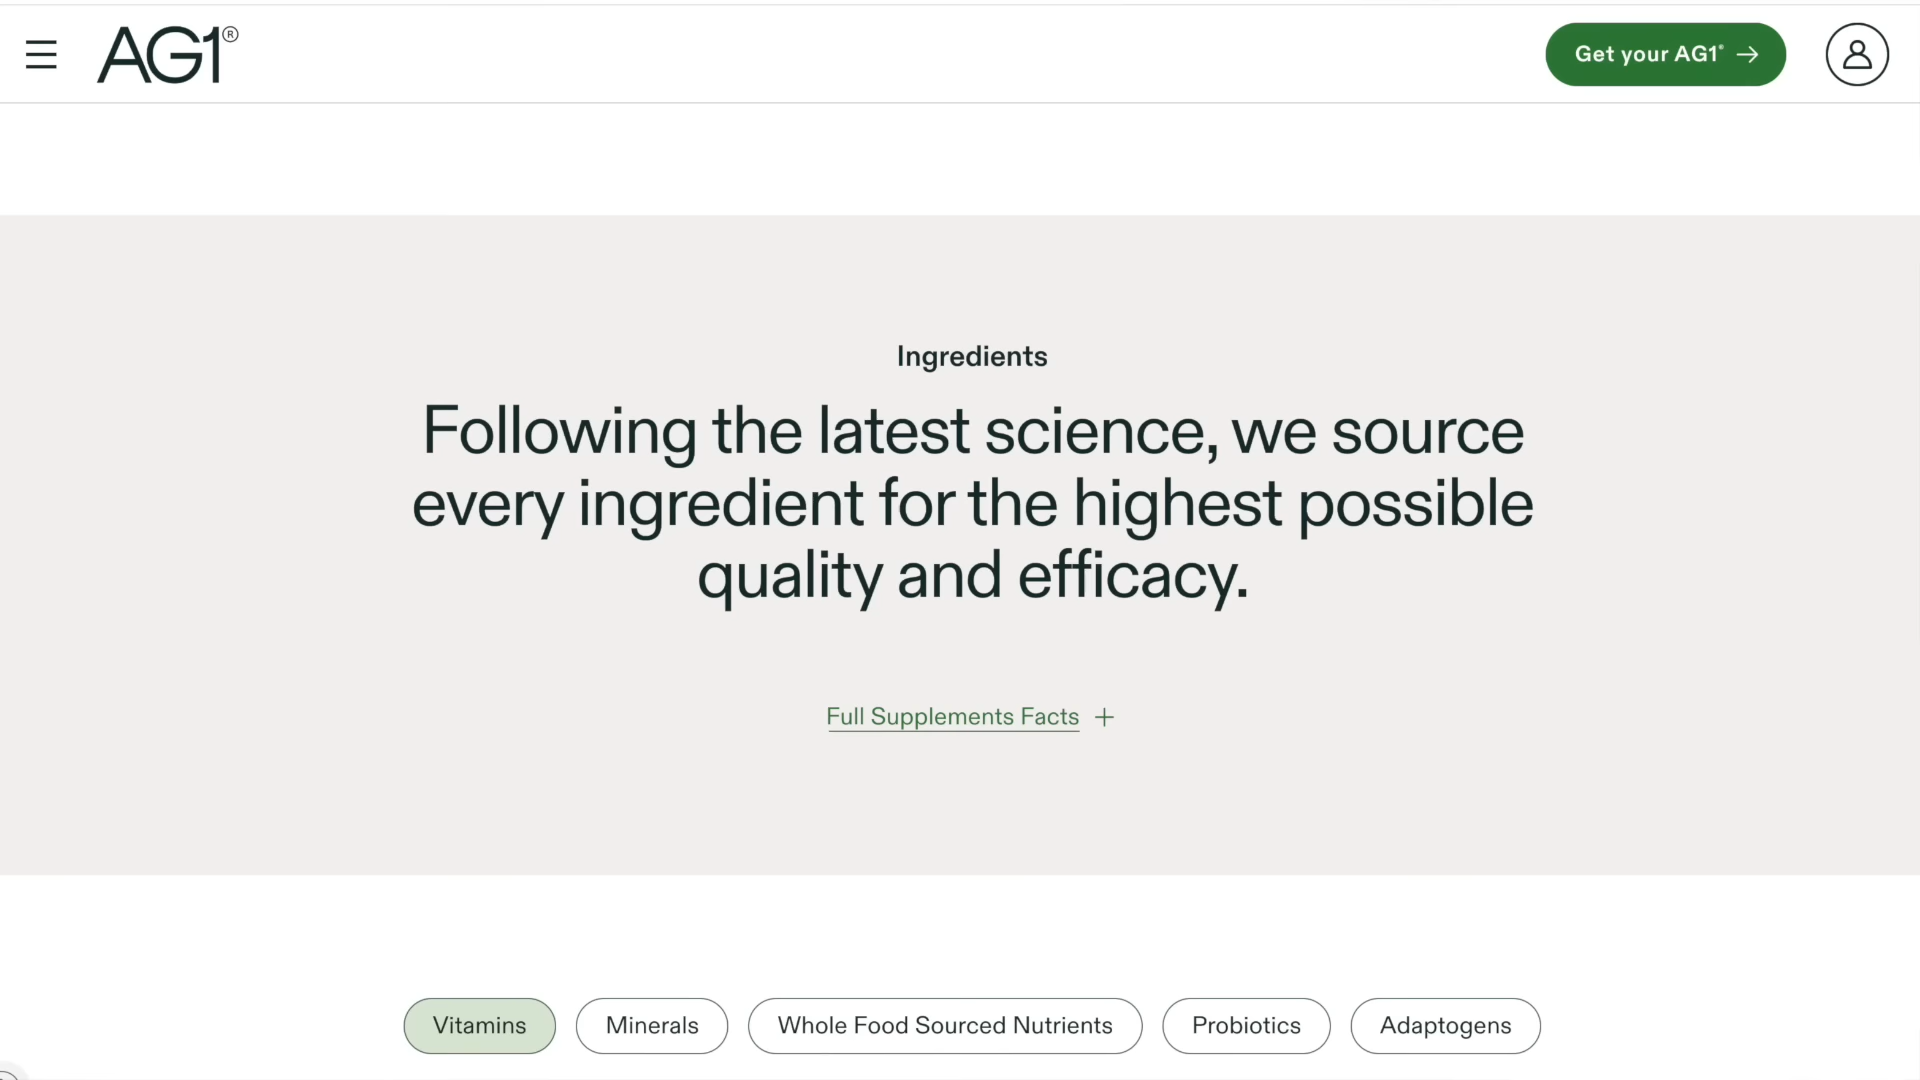 AG1®
Get your AG1®
Ingredients
Following the latest science, we source
every ingredient for the highest possible
quality and efficacy.
Full Supplements Facts +
Vitamins
Minerals
Whole Food Sourced Nutrients
Probiotics
Adaptogens